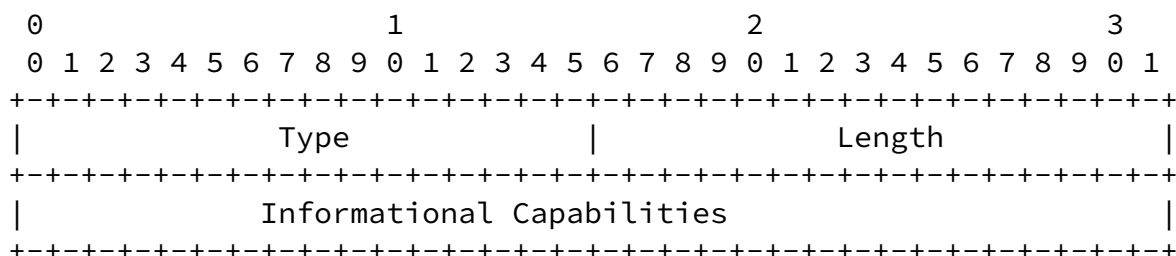 0                   1                   2                   3
 0 1 2 3 4 5 6 7 8 9 0 1 2 3 4 5 6 7 8 9 0 1 2 3 4 5 6 7 8 9 0 1
+-+-+-+-+-+-+-+-+-+-+-+-+-+-+-+-+-+-+-+-+-+-+-+-+-+-+-+-+-+-+-+-+
|              Type             |             Length            |
+-+-+-+-+-+-+-+-+-+-+-+-+-+-+-+-+-+-+-+-+-+-+-+-+-+-+-+-+-+-+-+-+
|             Informational Capabilities                        |
+-+-+-+-+-+-+-+-+-+-+-+-+-+-+-+-+-+-+-+-+-+-+-+-+-+-+-+-+-+-+-+-+